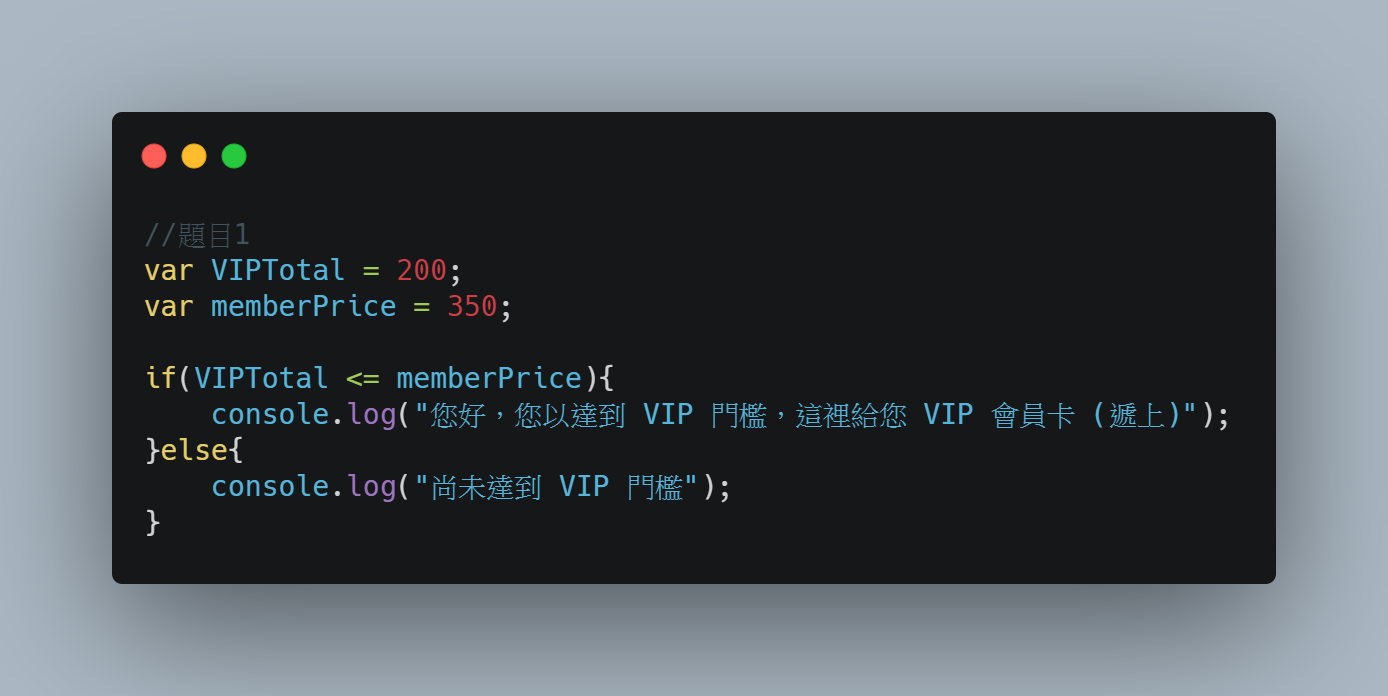 //題目1
var VIPTotal = 200;
var memberPrice = 350;

if(VIPTotal <= memberPrice){
    console.log("您好，您以達到 VIP 門檻，這裡給您 VIP 會員卡 (遞上)");
}else{
    console.log("尚未達到 VIP 門檻");
}